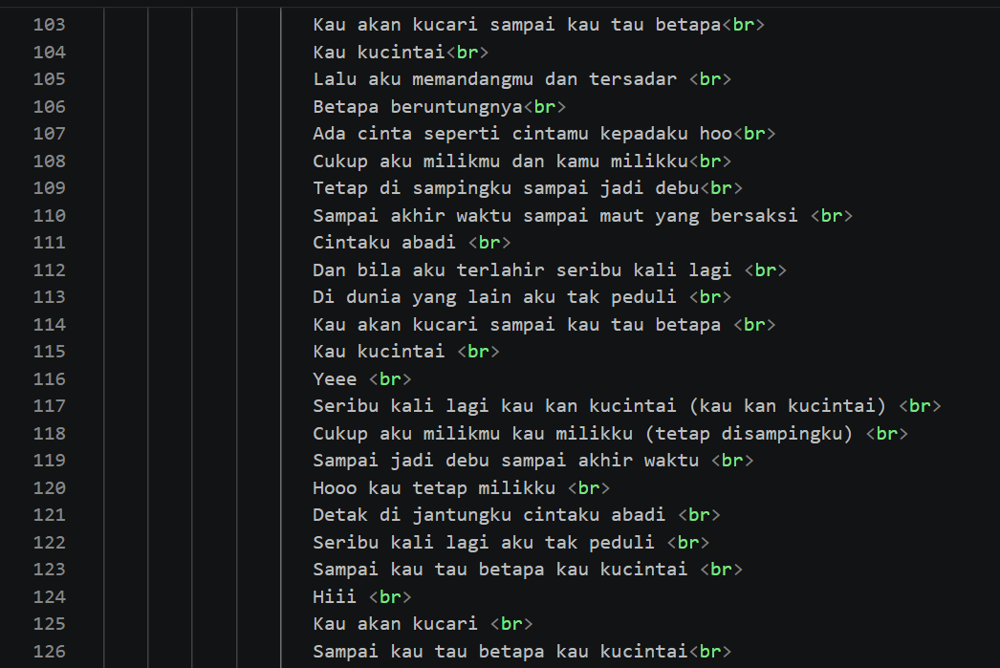 103 Kau akan kucari sampai kau tau betapa<br>
104 Kau kucintai<br>
105 Lalu aku memandangmu dan tersadar <br>
106 Betapa beruntungnya<br>
107 Ada cinta seperti cintamu kepadaku hoo<br>
108 Cukup aku milikmu dan kamu milikku<br>
109 Tetap di sampingku sampai jadi debu<br>
110 Sampai akhir waktu sampai maut yang bersaksi <br>
111 Cintaku abadi <br>
112 Dan bila aku terlahir seribu kali lagi <br>
113 Di dunia yang lain aku tak peduli <br>
114 Kau akan kucari sampai kau tau betapa <br>
115 Kau kucintai <br>
116 Yeee <br>
117 Seribu kali lagi kau kan kucintai (kau kan kucintai) <br>
118 Cukup aku milikmu kau milikku (tetap disampingku) <br>
119 Sampai jadi debu sampai akhir waktu <br>
120 Hooo kau tetap milikku <br>
121 Detak di jantungku cintaku abadi <br>
122 Seribu kali lagi aku tak peduli <br>
123 Sampai kau tau betapa kau kucintai <br>
124 Hiii <br>
125 Kau akan kucari <br>
126 Sampai kau tau betapa kau kucintai<br>